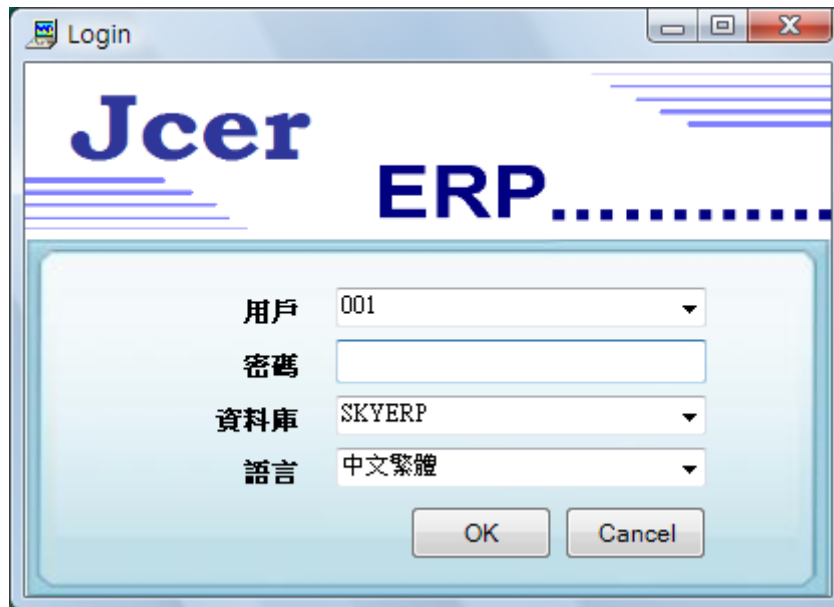 Login
Jcer
ERP............
用戶 001
密碼
資料庫 SKYERP
語言 中文繁體
OK Cancel